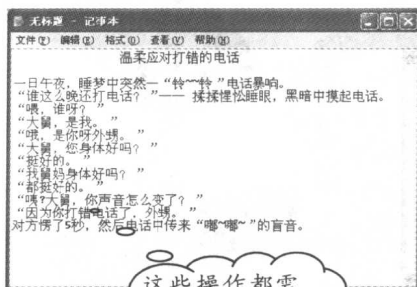 无标题 - 记事本
文件(F) 编辑(E) 格式(O) 查看(V) 帮助(H)
温柔应对打错的电话
一日午夜，睡梦中突然一“铃~~铃”电话暴响。
“谁这么晚还打电话？”—— 揉揉惺忪睡眼，黑暗中摸起电话。
“喂，谁呀？”
“大舅，是我。”
“哦，是你呀外甥。”
“大舅，您身体好吗？”
“挺好的。”
“我舅妈身体好吗？”
“都挺好的。”
“咦?大舅，你声音怎么变了？”
“因为你打错电话了，外甥。”
对方愣了5秒，然后电话中传来“嘟~嘟~”的盲音。
这些操作都需